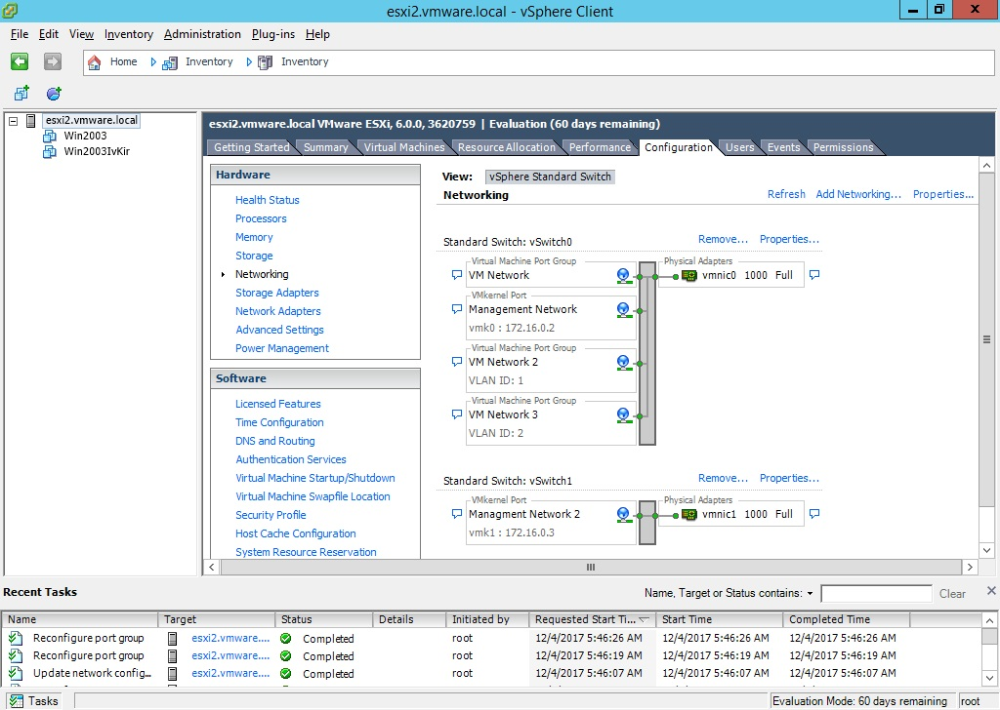 esxi2.vmware.local - vSphere Client
File Edit View Inventory Administration Plug-ins Help
Home Inventory Inventory
esxi2.vmware.local
Win2003
Win2003IvKir
esxi2.vmware.local VMware ESXi, 6.0.0, 3620759 | Evaluation (60 days remaining)
Getting Started Summary Virtual Machines Resource Allocation Performance Configuration Users Events Permissions
Hardware
Health Status
Processors
Memory
Storage
Networking
Storage Adapters
Network Adapters
Advanced Settings
Power Management
Software
Licensed Features
Time Configuration
DNS and Routing
Authentication Services
Virtual Machine Startup/Shutdown
Virtual Machine Swapfile Location
Security Profile
Host Cache Configuration
System Resource Reservation
View: vSphere Standard Switch
Networking
Refresh Add Networking... Properties...
Standard Switch: vSwitch0 Remove... Properties...
Virtual Machine Port Group Physical Adapters
VM Network vmnic0 1000 Full
VMkernel Port
Management Network
vmk0 : 172.16.0.2
Virtual Machine Port Group
VM Network 2
VLAN ID: 1
Virtual Machine Port Group
VM Network 3
VLAN ID: 2
Standard Switch: vSwitch1 Remove... Properties...
VMkernel Port Physical Adapters
Managment Network 2 vmnic1 1000 Full
vmk1 : 172.16.0.3
Recent Tasks Name, Target or Status contains: Clear
Name Target Status Details Initiated by Requested Start Ti... Start Time Completed Time
Reconfigure port group esxi2.vmware.... Completed root 12/4/2017 5:46:26 AM 12/4/2017 5:46:26 AM 12/4/2017 5:46:26 AM
Reconfigure port group esxi2.vmware.... Completed root 12/4/2017 5:46:19 AM 12/4/2017 5:46:19 AM 12/4/2017 5:46:19 AM
Update network config... esxi2.vmware.... Completed root 12/4/2017 5:46:07 AM 12/4/2017 5:46:07 AM 12/4/2017 5:46:07 AM
Tasks Evaluation Mode: 60 days remaining root